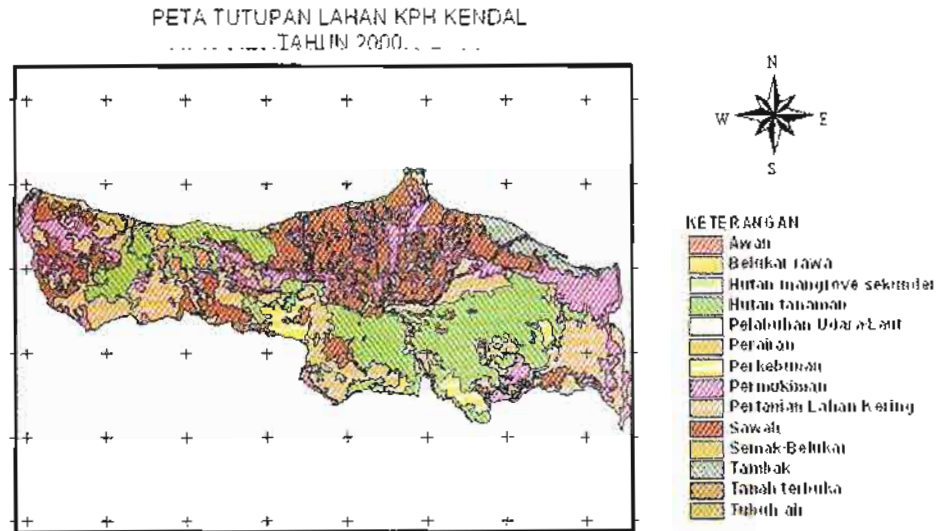 PETA TUTUPAN LAHAN KPH KENDAL
TAHUN 2000
N
W E
S
KETERANGAN
Awan
Belukar rawa
Hutan mangrove sekunder
Hutan tanaman
Pelabuhan Udara-Laut
Perairan
Perkebunan
Permukiman
Pertanian Lahan Kering
Sawah
Semak-Belukar
Tambak
Tanah terbuka
Tubuh air